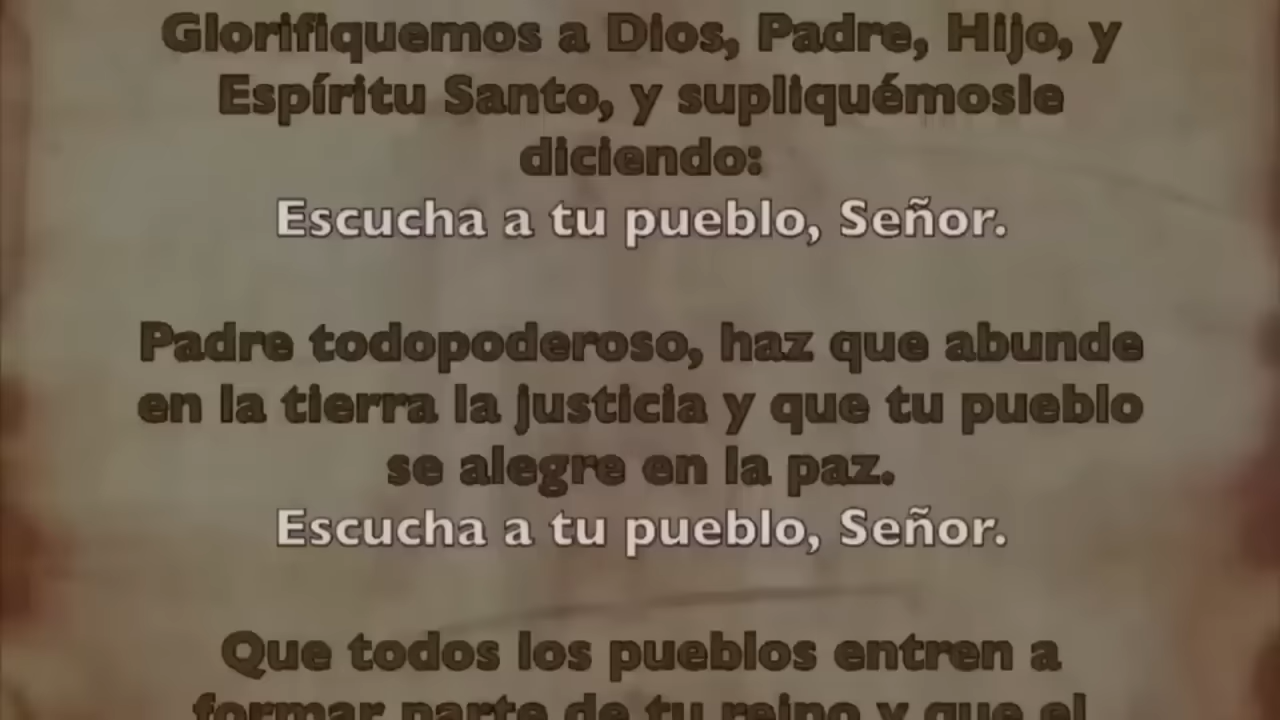 Glorifiquemos a Dios, Padre, Hijo, y
Espíritu Santo, y supliquémosle
diciendo:
Escucha a tu pueblo, Señor.
Padre todopoderoso, haz que abunde
en la tierra la justicia y que tu pueblo
se alegre en la paz.
Escucha a tu pueblo, Señor.
Que todos los pueblos entren a
formar parte de tu reino y que el